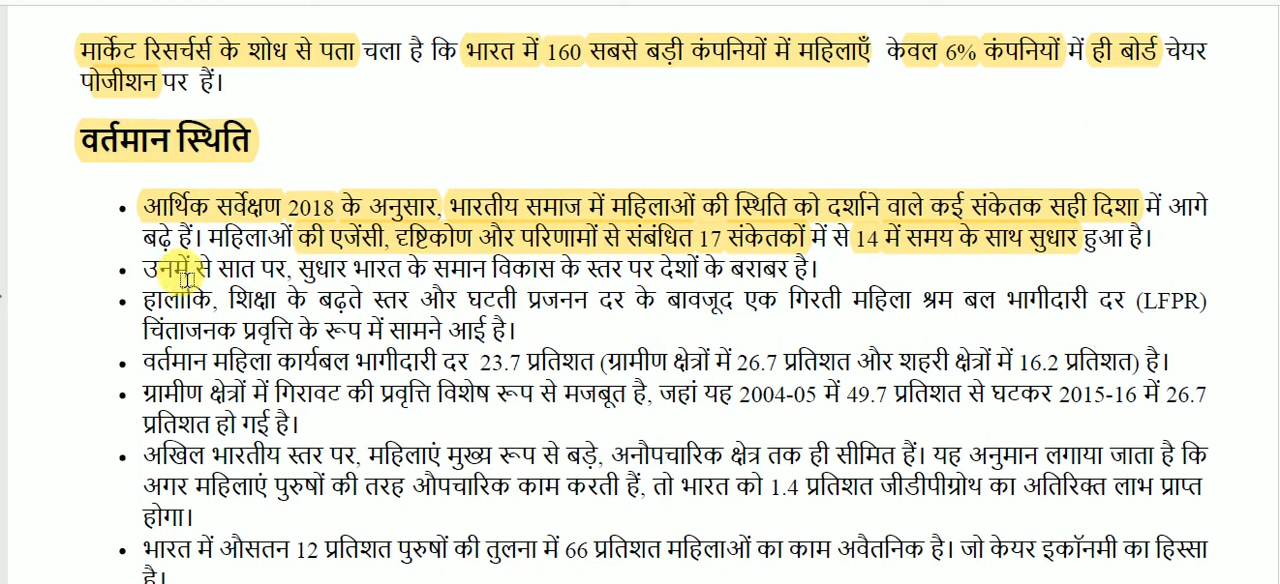 मार्केट रिसर्चर्स के शोध से पता चला है कि भारत में 160 सबसे बड़ी कंपनियों में महिलाएँ केवल 6% कंपनियों में ही बोर्ड चेयर
पोजीशन पर हैं।
वर्तमान स्थिति
• आर्थिक सर्वेक्षण 2018 के अनुसार, भारतीय समाज में महिलाओं की स्थिति को दर्शाने वाले कई संकेतक सही दिशा में आगे
बढ़े हैं। महिलाओं की एजेंसी, दृष्टिकोण और परिणामों से संबंधित 17 संकेतकों में से 14 में समय के साथ सुधार हुआ है।
• उनमें से सात पर, सुधार भारत के समान विकास के स्तर पर देशों के बराबर है।
• हालाँकि, शिक्षा के बढ़ते स्तर और घटती प्रजनन दर के बावजूद एक गिरती महिला श्रम बल भागीदारी दर (LFPR)
चिंताजनक प्रवृत्ति के रूप में सामने आई है।
• वर्तमान महिला कार्यबल भागीदारी दर 23.7 प्रतिशत (ग्रामीण क्षेत्रों में 26.7 प्रतिशत और शहरी क्षेत्रों में 16.2 प्रतिशत) है।
• ग्रामीण क्षेत्रों में गिरावट की प्रवृत्ति विशेष रूप से मजबूत है, जहां यह 2004-05 में 49.7 प्रतिशत से घटकर 2015-16 में 26.7
प्रतिशत हो गई है।
• अखिल भारतीय स्तर पर, महिलाएं मुख्य रूप से बड़े, अनौपचारिक क्षेत्र तक ही सीमित हैं। यह अनुमान लगाया जाता है कि
अगर महिलाएं पुरुषों की तरह औपचारिक काम करती हैं, तो भारत को 1.4 प्रतिशत जीडीपीग्रोथ का अतिरिक्त लाभ प्राप्त
होगा।
• भारत में औसतन 12 प्रतिशत पुरुषों की तुलना में 66 प्रतिशत महिलाओं का काम अवैतनिक है। जो केयर इकॉनमी का हिस्सा
है।